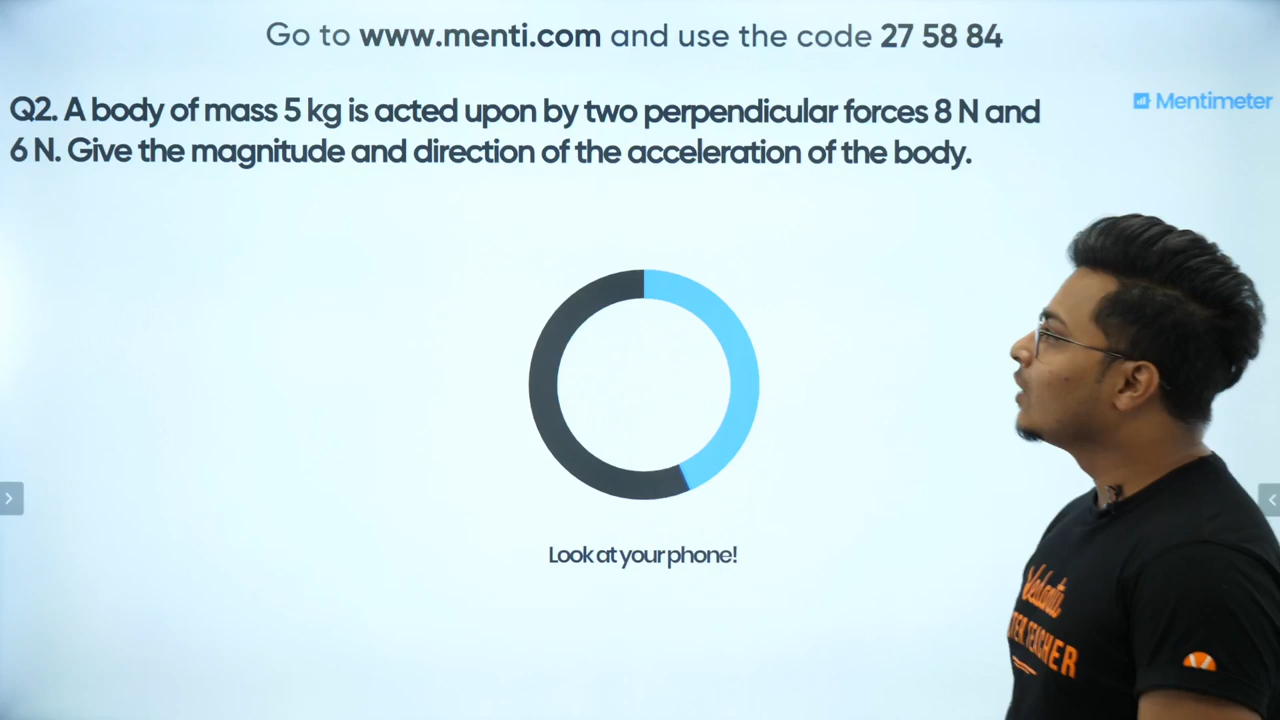 Go to www.menti.com and use the code 27 58 84
Mentimeter
Q2. A body of mass 5 kg is acted upon by two perpendicular forces 8 N and
6 N. Give the magnitude and direction of the acceleration of the body.
Look at your phone!
Vedantu
TEACHER